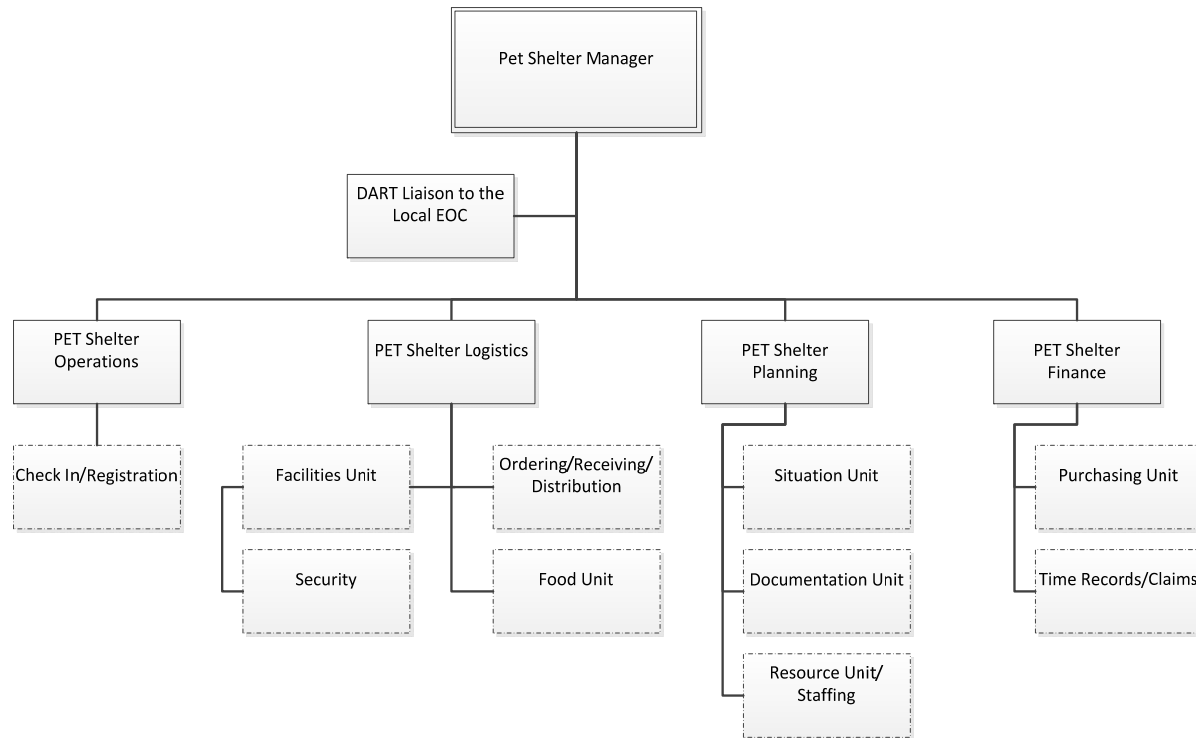 Pet Shelter Manager
DART Liaison to the
Local EOC
PET Shelter
Operations
PET Shelter Logistics
PET Shelter
Planning
PET Shelter
Finance
Check In/Registration
Facilities Unit
Ordering/Receiving/
Distribution
Situation Unit
Purchasing Unit
Security
Food Unit
Documentation Unit
Time Records/Claims
Resource Unit/
Staffing